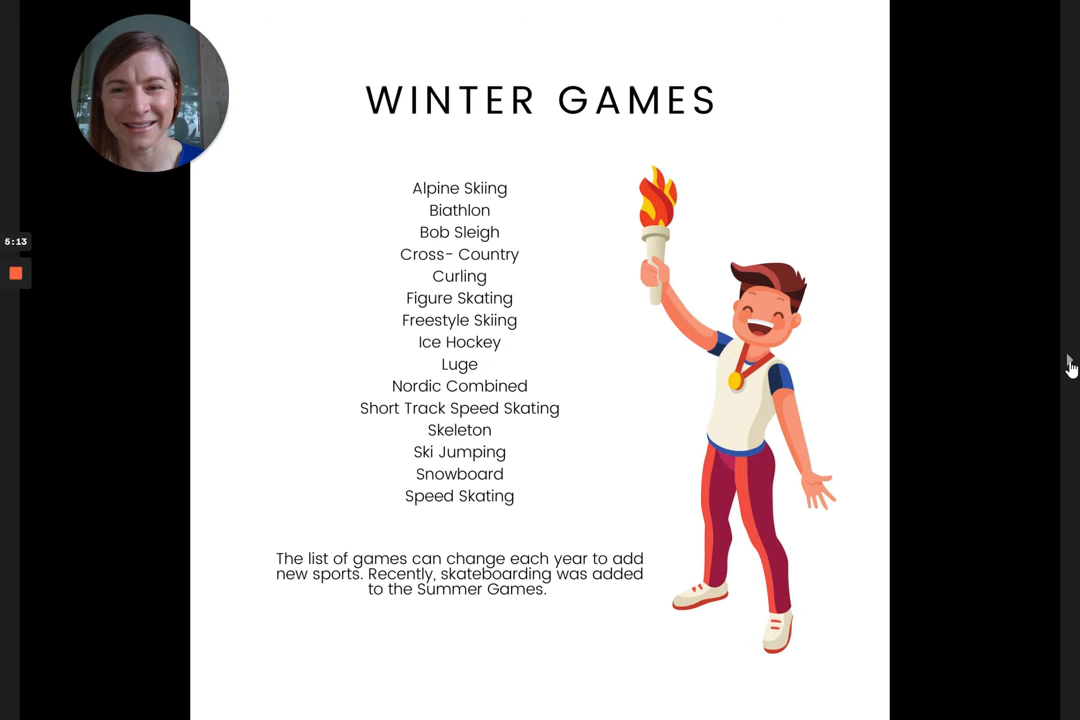 WINTER GAMES
5:13
Alpine Skiing
Biathlon
Bob Sleigh
Cross- Country
Curling
Figure Skating
Freestyle Skiing
Ice Hockey
Luge
Nordic Combined
Short Track Speed Skating
Skeleton
Ski Jumping
Snowboard
Speed Skating
The list of games can change each year to add
new sports. Recently, skateboarding was added
to the Summer Games.